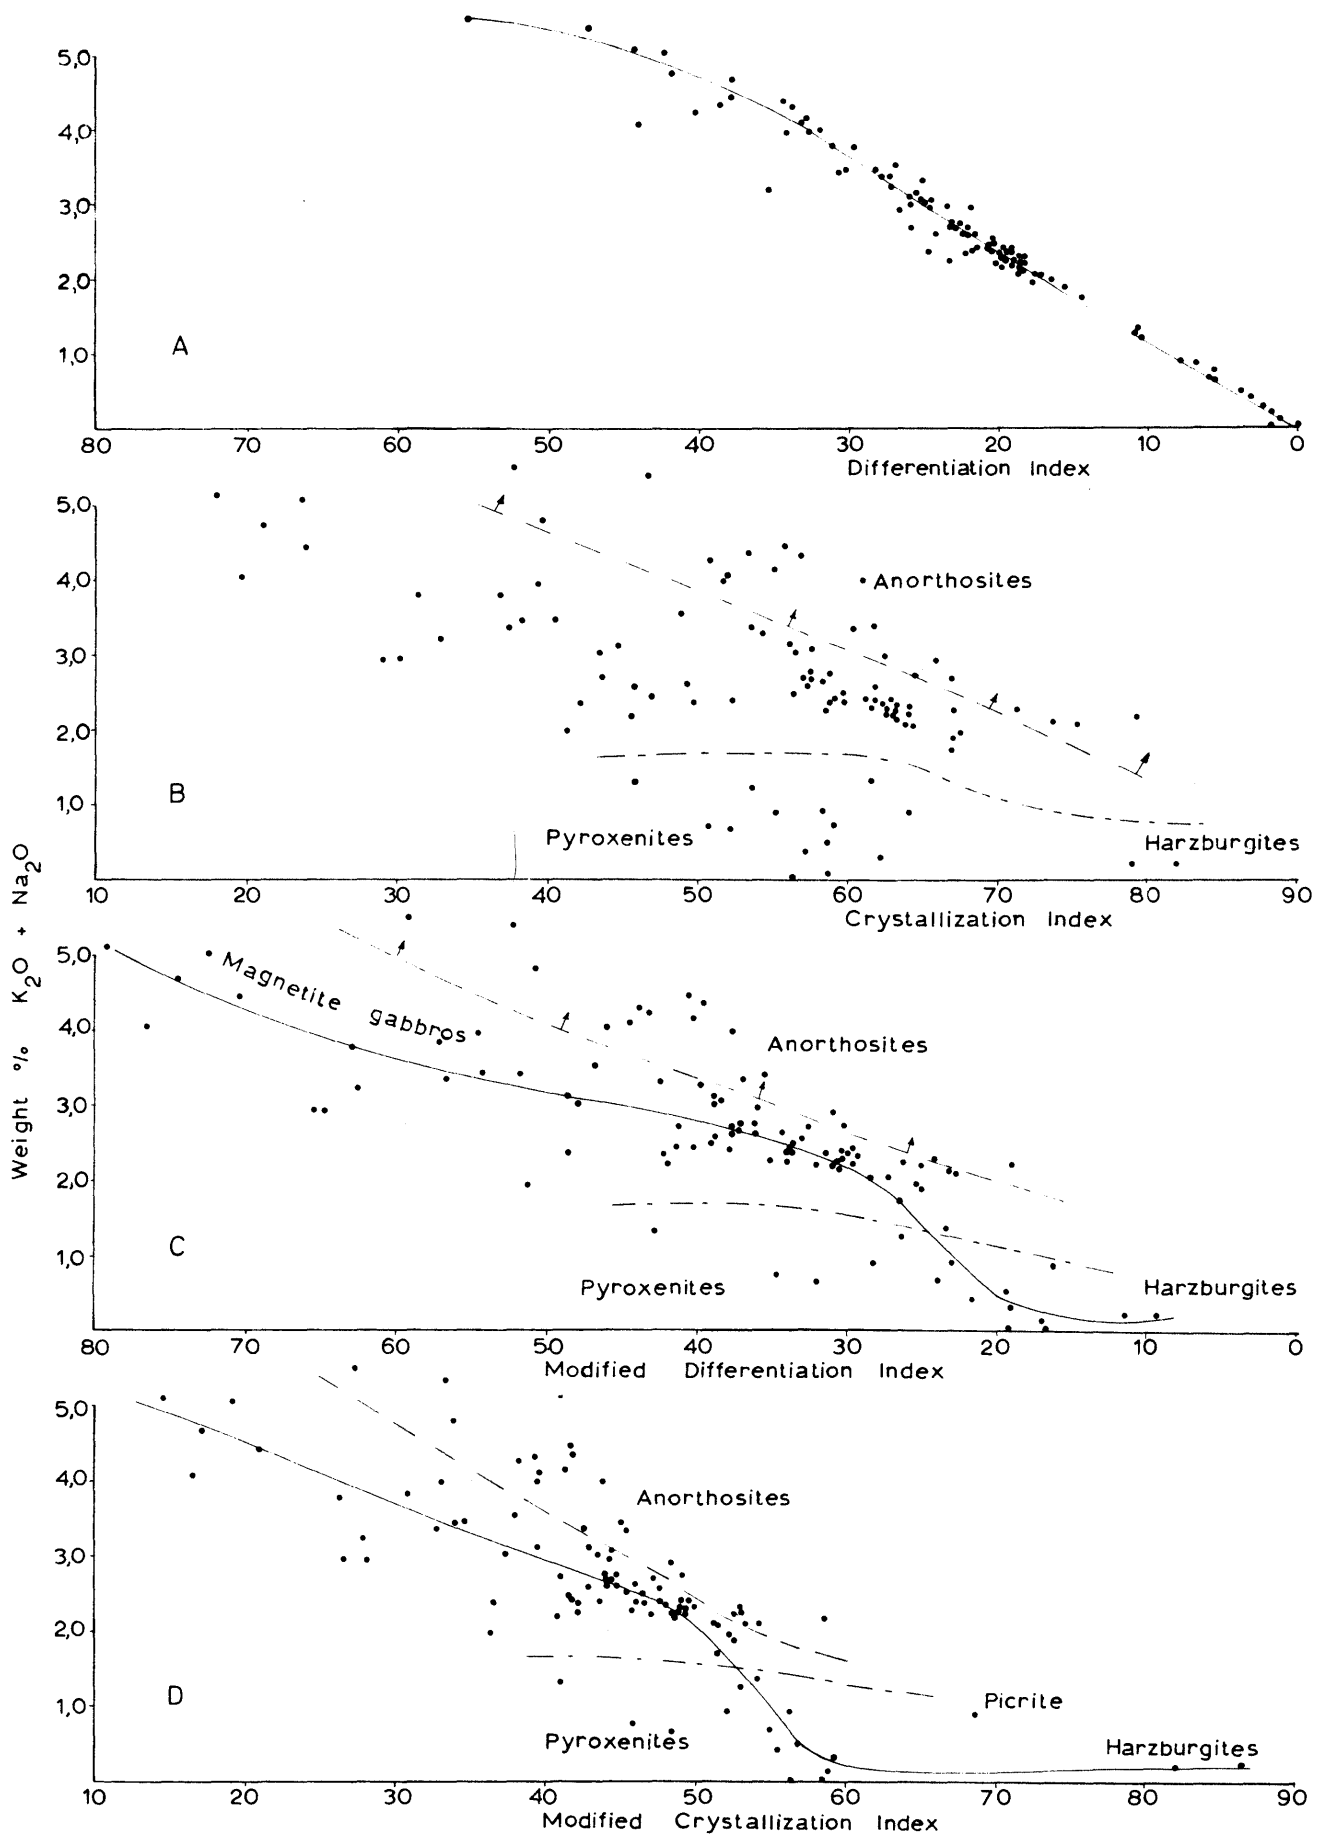 Weight % K2O + Na2O
5,0
4,0
3,0
2,0
1,0
A
80 70 60 50 40 30 20 10 0
Differentiation Index
5,0
4,0
3,0
2,0
1,0
Anorthosites
B
Pyroxenites
Harzburgites
10 20 30 40 50 60 70 80 90
Crystallization Index
5,0
4,0
3,0
2,0
1,0
Magnetite gabbros
Anorthosites
C
Pyroxenites
Harzburgites
80 70 60 50 40 30 20 10 0
Modified Differentiation Index
5,0
4,0
3,0
2,0
1,0
Anorthosites
D
Picrite
Pyroxenites
Harzburgites
10 20 30 40 50 60 70 80 90
Modified Crystallization Index